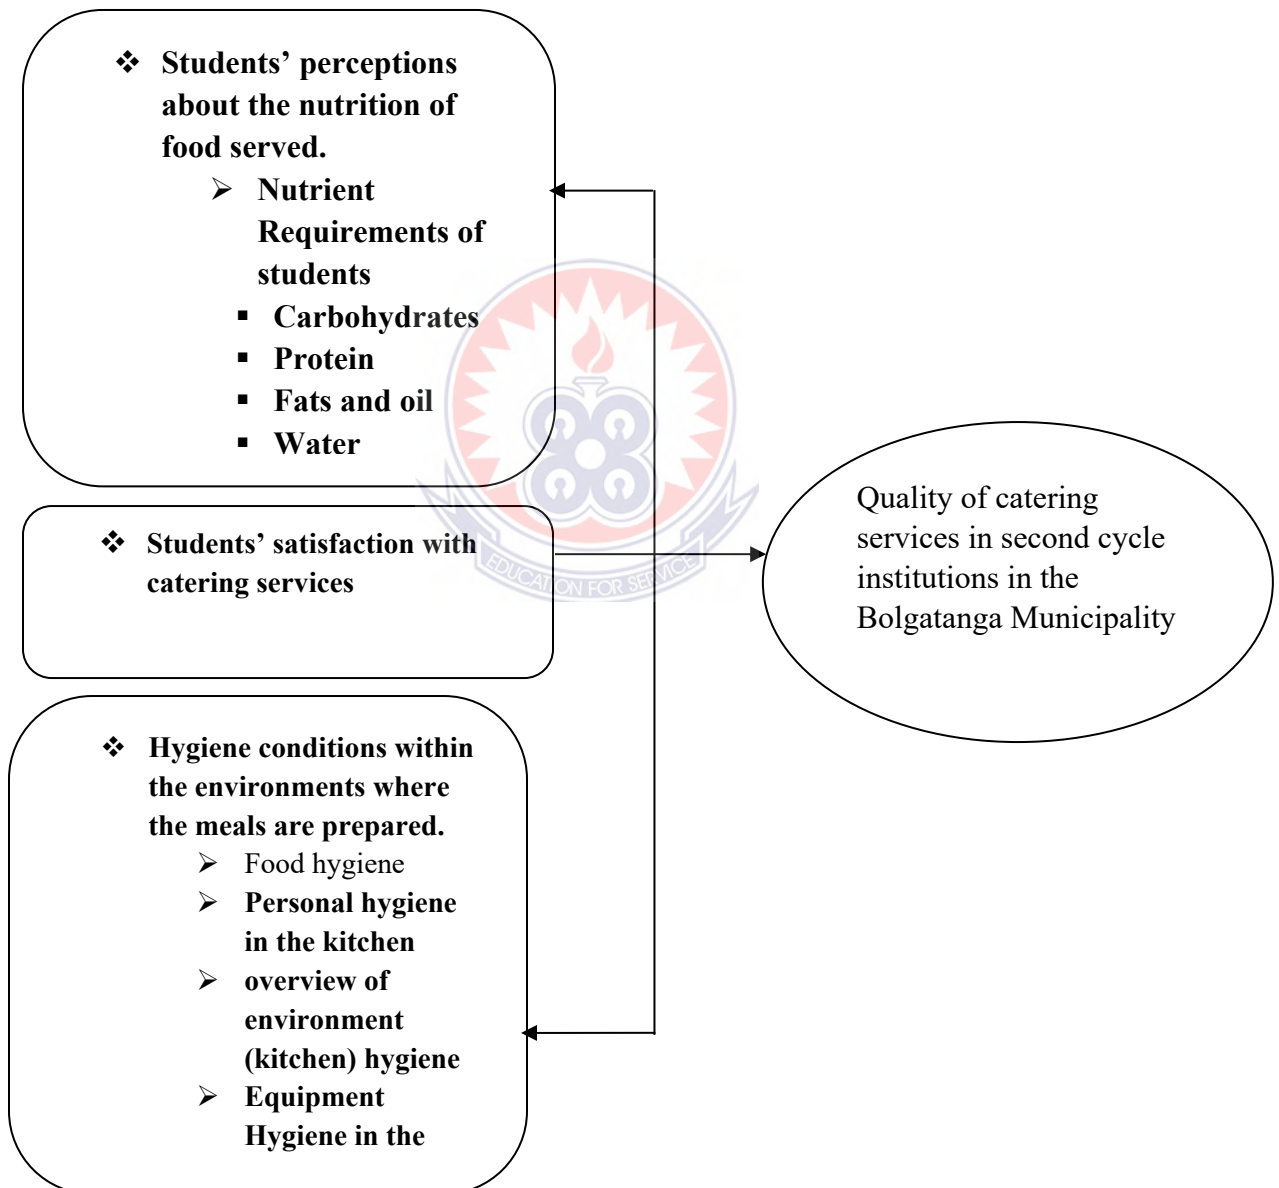 ❖ Students’ perceptions
about the nutrition of
food served.
➢ Nutrient
Requirements of
students
▪ Carbohydrates
▪ Protein
▪ Fats and oil
▪ Water
❖ Students’ satisfaction with
catering services
❖ Hygiene conditions within
the environments where
the meals are prepared.
➢ Food hygiene
➢ Personal hygiene
in the kitchen
➢ overview of
environment
(kitchen) hygiene
➢ Equipment
Hygiene in the
Quality of catering
services in second cycle
institutions in the
Bolgatanga Municipality
EDUCATION FOR SERVICE